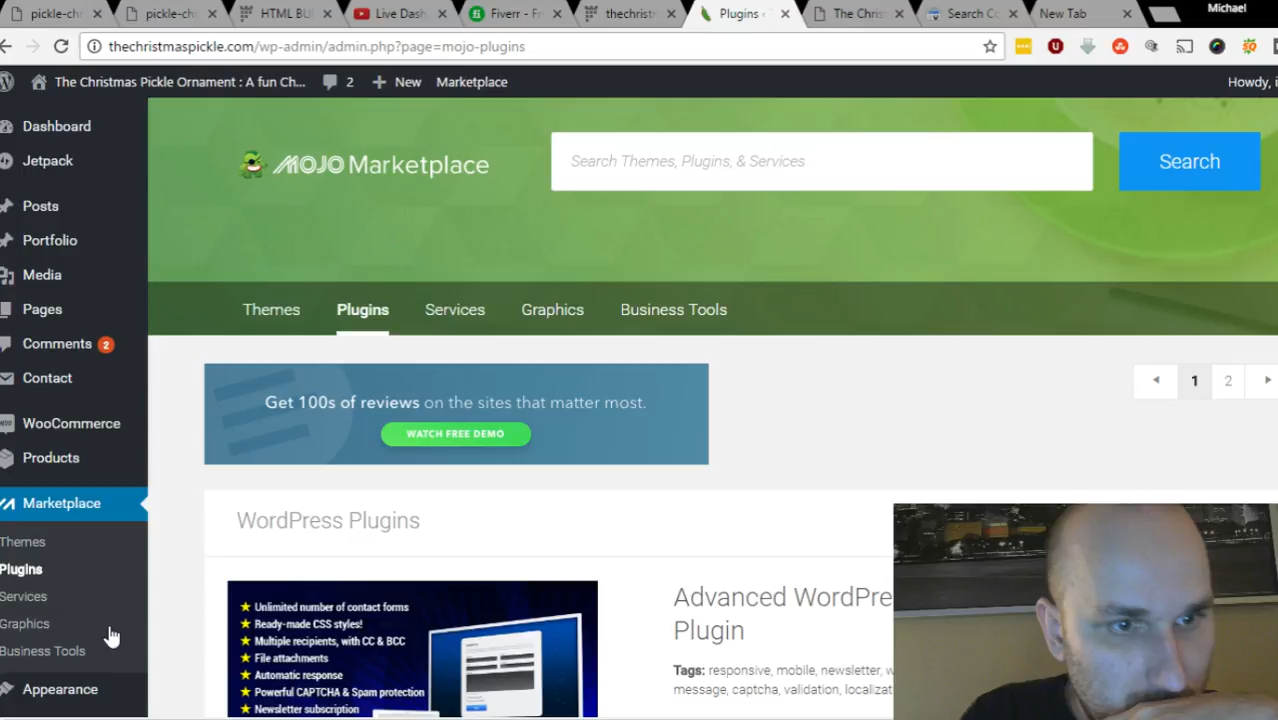 pickle-chr
pickle-chr
HTML BUI
Live Dash
Fiverr - Fr
thechristm
Plugins
The Christ
Search Co
New Tab
Michael
thechristmaspickle.com/wp-admin/admin.php?page=mojo-plugins
The Christmas Pickle Ornament : A fun Ch... 2 New Marketplace
Howdy, i
Dashboard
Jetpack
Posts
Portfolio
Media
Pages
Comments 2
Contact
WooCommerce
Products
Marketplace
Themes
Plugins
Services
Graphics
Business Tools
Appearance
MOJO Marketplace
Search Themes, Plugins, & Services
Search
Themes Plugins Services Graphics Business Tools
Get 100s of reviews on the sites that matter most.
WATCH FREE DEMO
1 2
WordPress Plugins
Unlimited number of contact forms
Ready-made CSS styles!
Multiple recipients, with CC & BCC
File attachments
Automatic response
Powerful CAPTCHA & Spam protection
Newsletter subscription
Advanced WordPre
Plugin
Tags: responsive, mobile, newsletter, w
message, captcha, validation, localizat